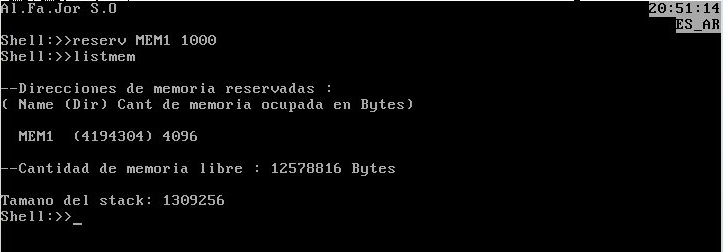 Al.Fa.Jor S.O
20:51:14
ES_AR
Shell:>>reserv MEM1 1000
Shell:>>listmem
--Direcciones de memoria reservadas :
( Name (Dir) Cant de memoria ocupada en Bytes)
MEM1 (4194304) 4096
--Cantidad de memoria libre : 12578816 Bytes
Tamano del stack: 1309256
Shell:>>_